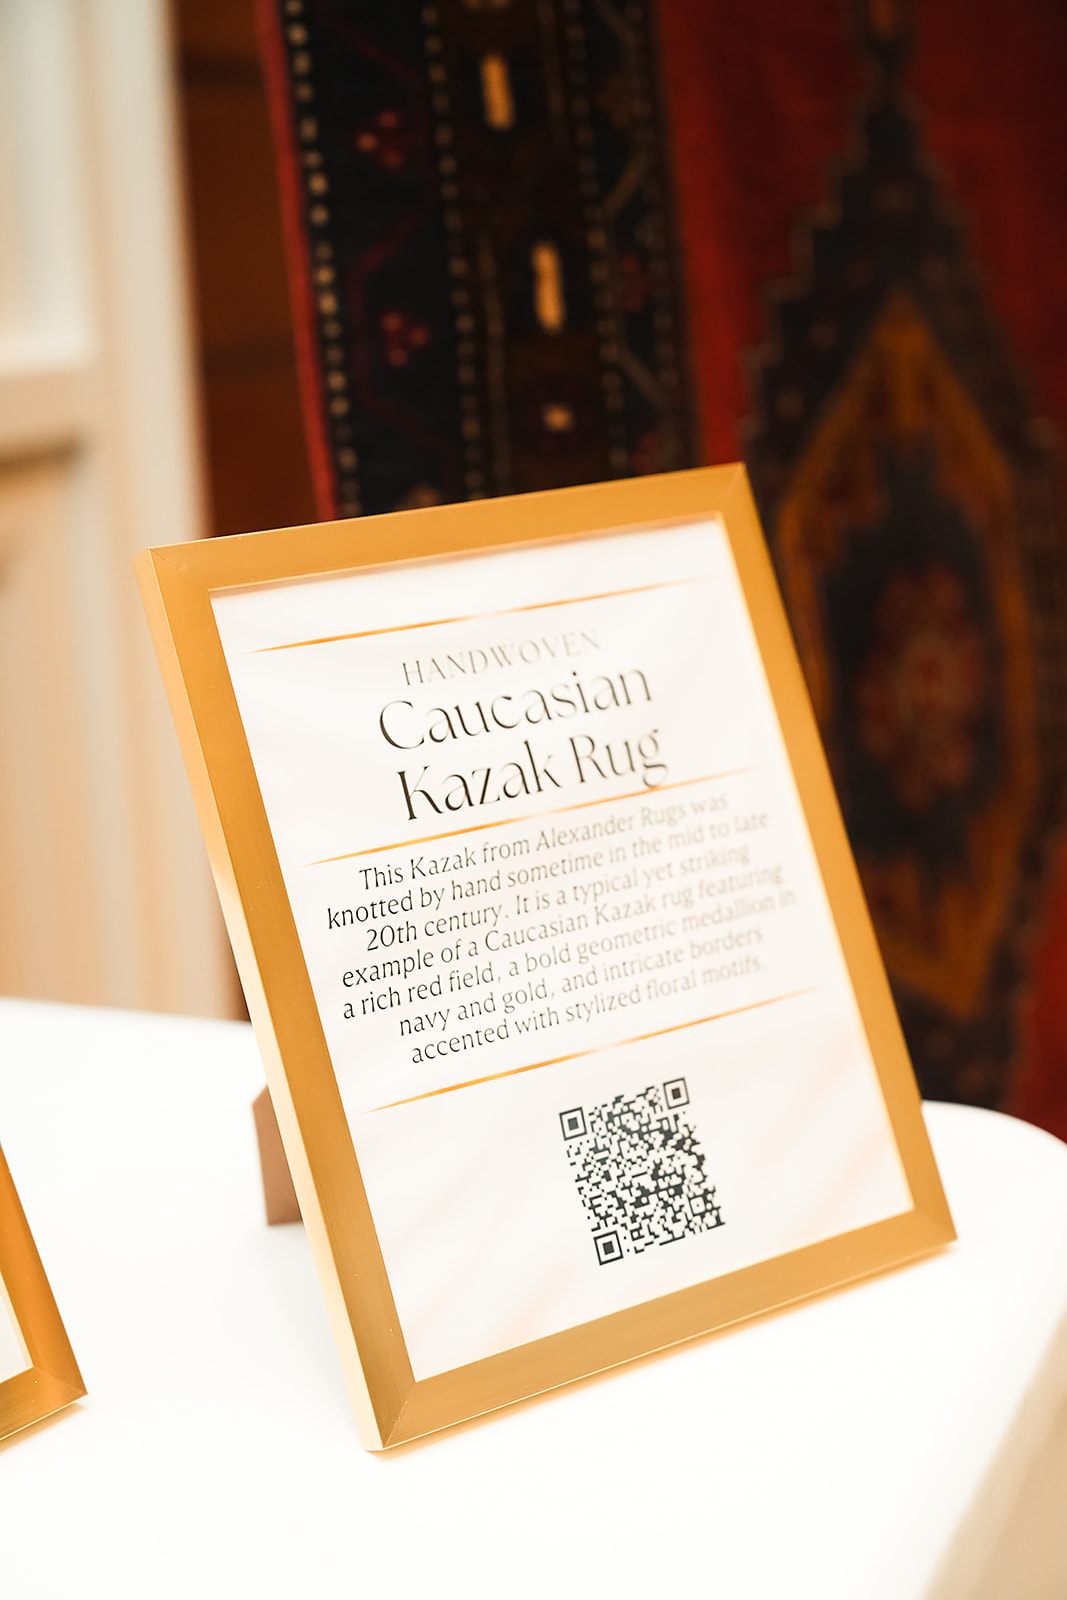 HANDWOVEN
Caucasian
Kazak Rug
This Kazak from Alexander Rugs was
knotted by hand sometime in the mid to late
20th century. It is a typical yet striking
example of a Caucasian Kazak rug featuring
a rich red field, a bold geometric medallion in
navy and gold, and intricate borders
accented with stylized floral motifs.